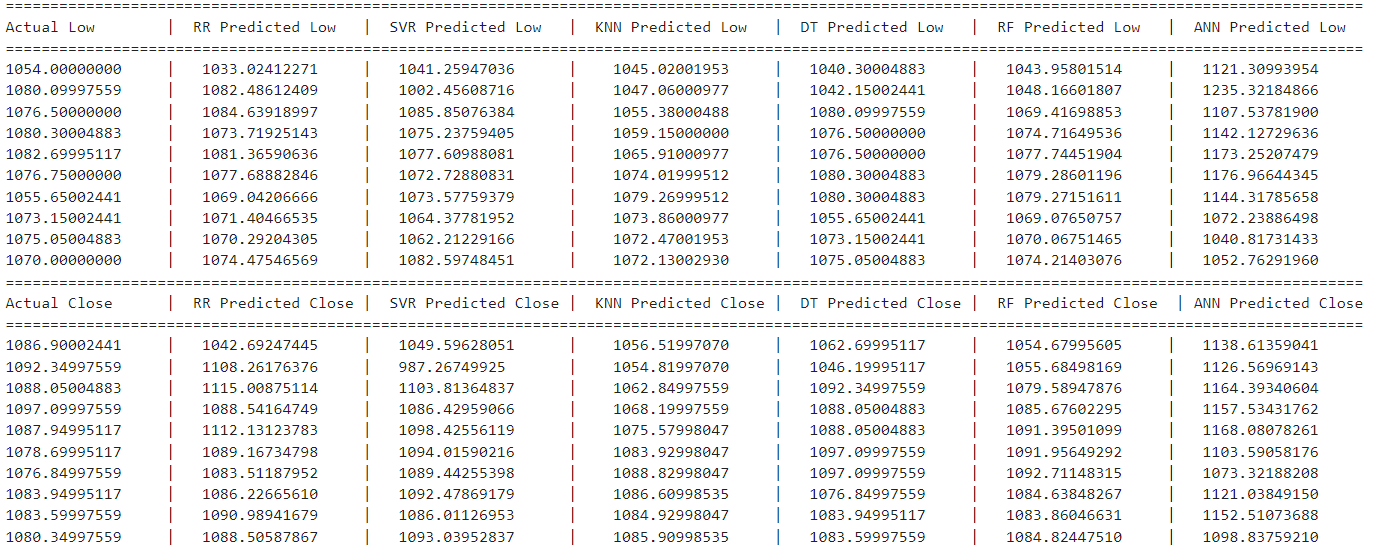 ===========================================================================================================================================================
Actual Low | RR Predicted Low | SVR Predicted Low | KNN Predicted Low | DT Predicted Low | RF Predicted Low | ANN Predicted Low
===========================================================================================================================================================
1054.00000000 | 1033.02412271 | 1041.25947036 | 1045.02001953 | 1040.30004883 | 1043.95801514 | 1121.30993954
1080.09997559 | 1082.48612409 | 1002.45608716 | 1047.06000977 | 1042.15002441 | 1048.16601807 | 1235.32184866
1076.50000000 | 1084.63918997 | 1085.85076384 | 1055.38000488 | 1080.09997559 | 1069.41698853 | 1107.53781900
1080.30004883 | 1073.71925143 | 1075.23759405 | 1059.15000000 | 1076.50000000 | 1074.71649536 | 1142.12729636
1082.69995117 | 1081.36590636 | 1077.60988081 | 1065.91000977 | 1076.50000000 | 1077.74451904 | 1173.25207479
1076.75000000 | 1077.68882846 | 1072.72880831 | 1074.01999512 | 1080.30004883 | 1079.28601196 | 1176.96644345
1055.65002441 | 1069.04206666 | 1073.57759379 | 1079.26999512 | 1080.30004883 | 1079.27151611 | 1144.31785658
1073.15002441 | 1071.40466535 | 1064.37781952 | 1073.86000977 | 1055.65002441 | 1069.07650757 | 1072.23886498
1075.05004883 | 1070.29204305 | 1062.21229166 | 1072.47001953 | 1073.15002441 | 1070.06751465 | 1040.81731433
1070.00000000 | 1074.47546569 | 1082.59748451 | 1072.13002930 | 1075.05004883 | 1074.21403076 | 1052.76291960
===========================================================================================================================================================
Actual Close | RR Predicted Close | SVR Predicted Close | KNN Predicted Close | DT Predicted Close | RF Predicted Close | ANN Predicted Close
===========================================================================================================================================================
1086.90002441 | 1042.69247445 | 1049.59628051 | 1056.51997070 | 1062.69995117 | 1054.67995605 | 1138.61359041
1092.34997559 | 1108.26176376 | 987.26749925 | 1054.81997070 | 1046.19995117 | 1055.68498169 | 1126.56969143
1088.05004883 | 1115.00875114 | 1103.81364837 | 1062.84997559 | 1092.34997559 | 1079.58947876 | 1164.39340604
1097.09997559 | 1088.54164749 | 1086.42959066 | 1068.19997559 | 1088.05004883 | 1085.67602295 | 1157.53431762
1087.94995117 | 1112.13123783 | 1098.42556119 | 1075.57998047 | 1088.05004883 | 1091.39501099 | 1168.08078261
1078.69995117 | 1089.16734798 | 1094.01590216 | 1083.92998047 | 1097.09997559 | 1091.95649292 | 1103.59058176
1076.84997559 | 1083.51187952 | 1089.44255398 | 1088.82998047 | 1097.09997559 | 1092.71148315 | 1073.32188208
1083.94995117 | 1086.22665610 | 1092.47869179 | 1086.60998535 | 1076.84997559 | 1084.63848267 | 1121.03849150
1083.59997559 | 1090.98941679 | 1086.01126953 | 1084.92998047 | 1083.94995117 | 1083.86046631 | 1152.51073688
1080.34997559 | 1088.50587867 | 1093.03952837 | 1085.90998535 | 1083.59997559 | 1084.82447510 | 1098.83759210